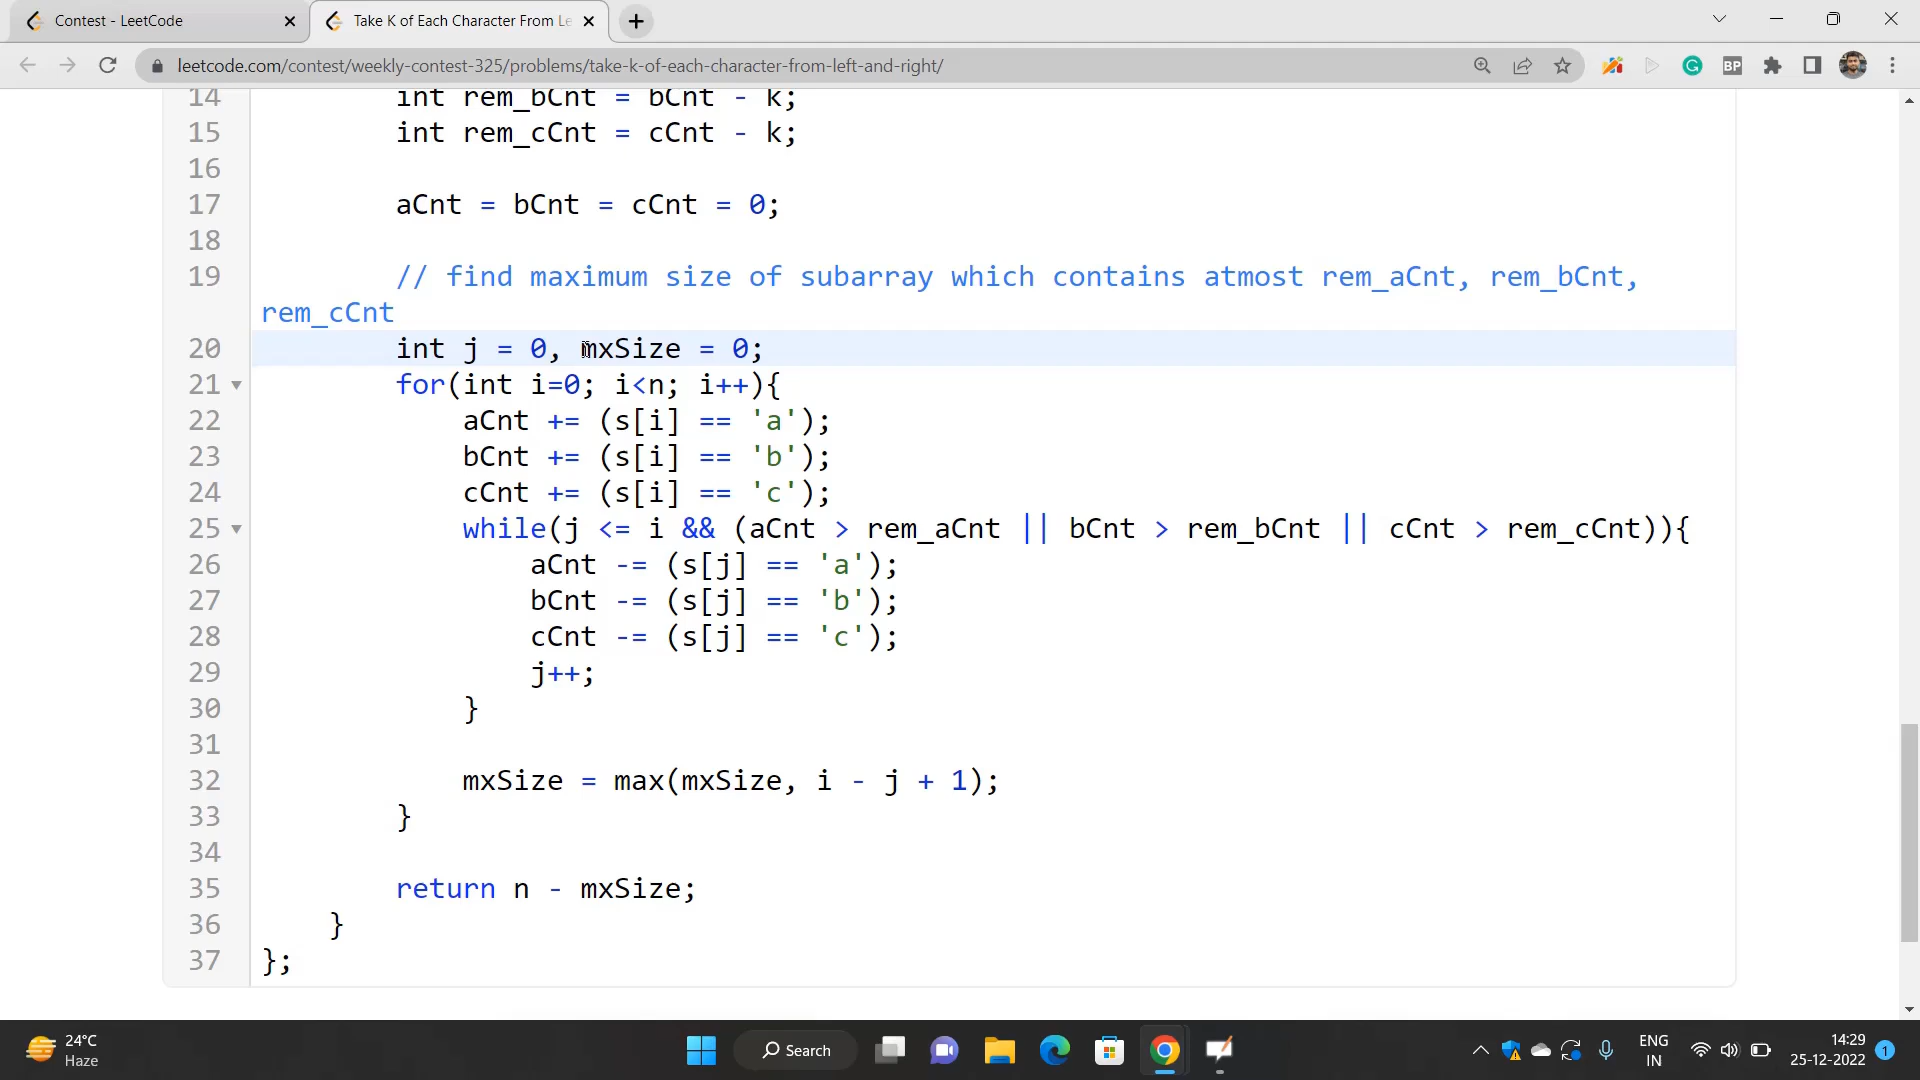 Contest - LeetCode
Take K of Each Character From Le
leetcode.com/contest/weekly-contest-325/problems/take-k-of-each-character-from-left-and-right/
BP
14 int rem_bCnt = bCnt - k;
15 int rem_cCnt = cCnt - k;
16
17 aCnt = bCnt = cCnt = 0;
18
19 // find maximum size of subarray which contains atmost rem_aCnt, rem_bCnt,
rem_cCnt
20 int j = 0, mxSize = 0;
21 for(int i=0; i<n; i++){
22 aCnt += (s[i] == 'a');
23 bCnt += (s[i] == 'b');
24 cCnt += (s[i] == 'c');
25 while(j <= i && (aCnt > rem_aCnt || bCnt > rem_bCnt || cCnt > rem_cCnt)){
26 aCnt -= (s[j] == 'a');
27 bCnt -= (s[j] == 'b');
28 cCnt -= (s[j] == 'c');
29 j++;
30 }
31
32 mxSize = max(mxSize, i - j + 1);
33 }
34
35 return n - mxSize;
36 }
37 };
24°C
Haze
Search
ENG
IN
14:29
25-12-2022
1